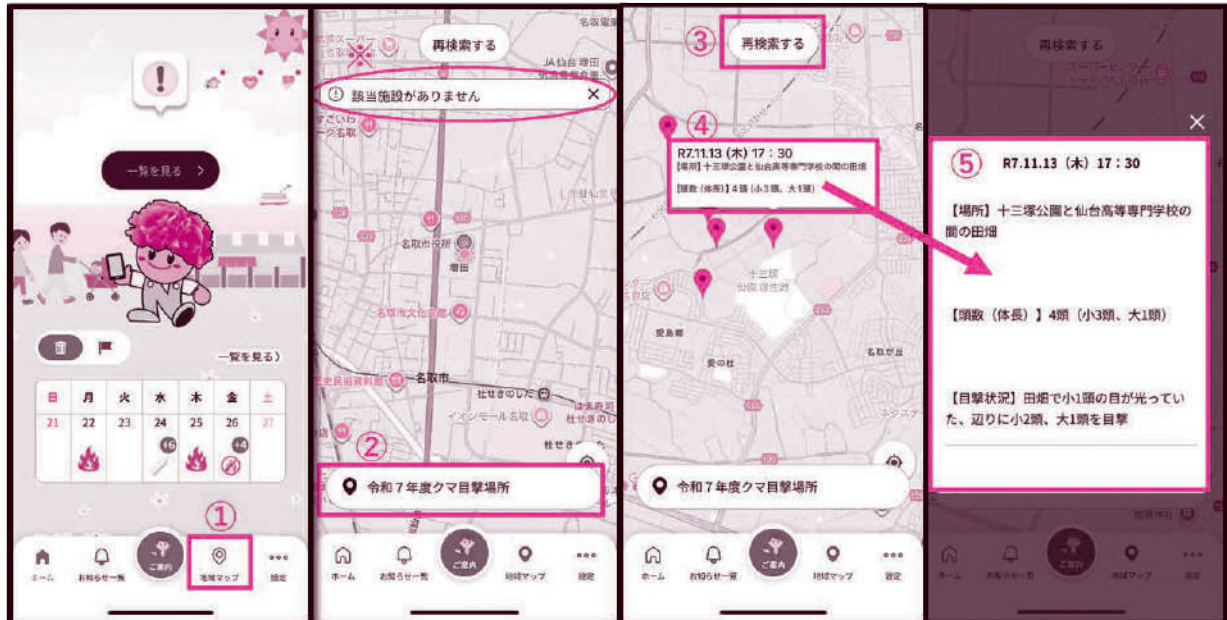 一覧を見る
一覧を見る
日 月 火 水 木 金 土
21 22 23 24 25 26 27
+6 +4
①
ホーム お知らせ一覧 ご案内 地域マップ 設定
再検索する
※
JA仙台 増田
該当施設がありません
名取市役所
増田
名取市文化会館
名取市
杜せきのした
イオンモール名取
②
令和7年度クマ目撃場所
ホーム お知らせ一覧 ご案内 地域マップ 設定
③
再検索する
④
R7.11.13 (木) 17:30
【場所】十三塚公園と仙台高等専門学校の間の田畑
【頭数(体長)】4頭(小3頭、大1頭)
十三塚
愛島郷
愛の杜
名取が丘
令和7年度クマ目撃場所
ホーム お知らせ一覧 ご案内 地域マップ 設定
再検索する
⑤
R7.11.13(木)17:30
【場所】十三塚公園と仙台高等専門学校の
間の田畑
【頭数(体長)】4頭(小3頭、大1頭)
【目撃状況】田畑で小1頭の目が光ってい
た、辺りに小2頭、大1頭を目撃
ホーム お知らせ一覧 ご案内 地域マップ 設定